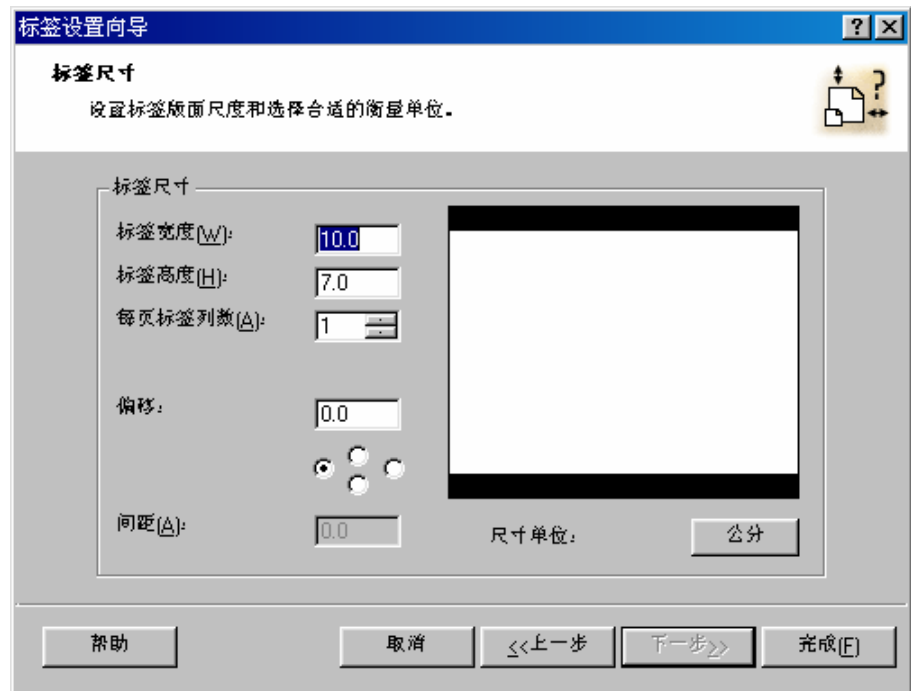 标签设置向导
标签尺寸
设置标签版面尺度和选择合适的衡量单位。
标签尺寸
标签宽度(W): 10.0
标签高度(H): 7.0
每页标签列数(A): 1
偏移: 0.0
间距(A): 0.0
尺寸单位: 公分
帮助 取消 <<上一步 下一步>> 完成(F)